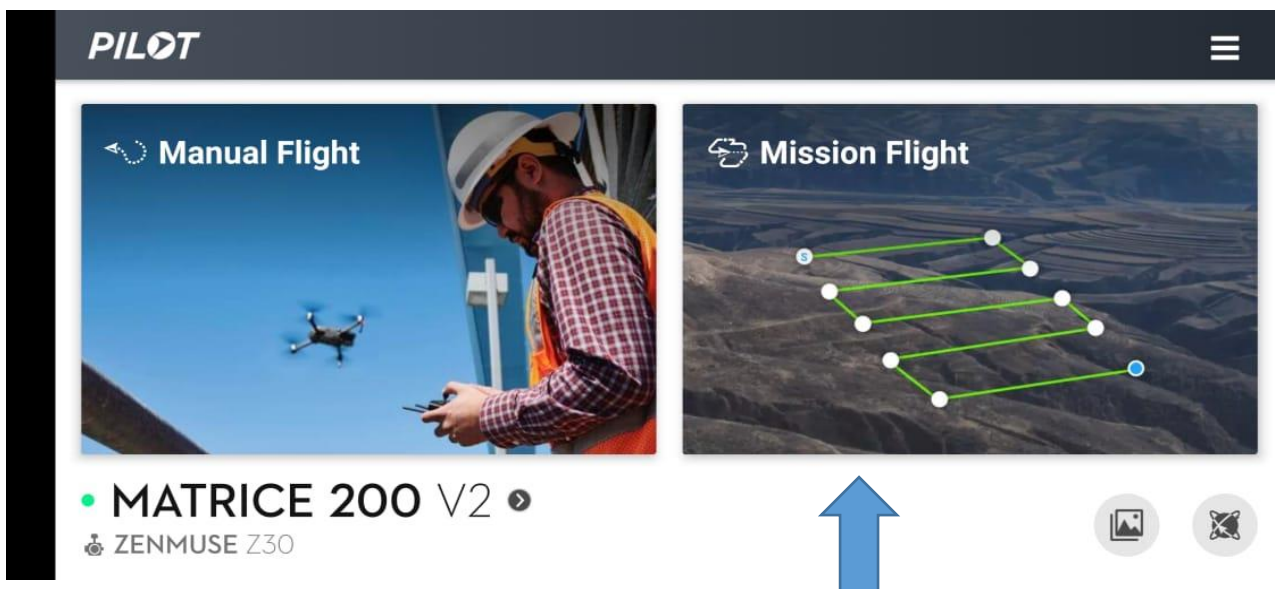 PILOT
Manual Flight
Mission Flight
S
MATRICE 200 V2
ZENMUSE Z30